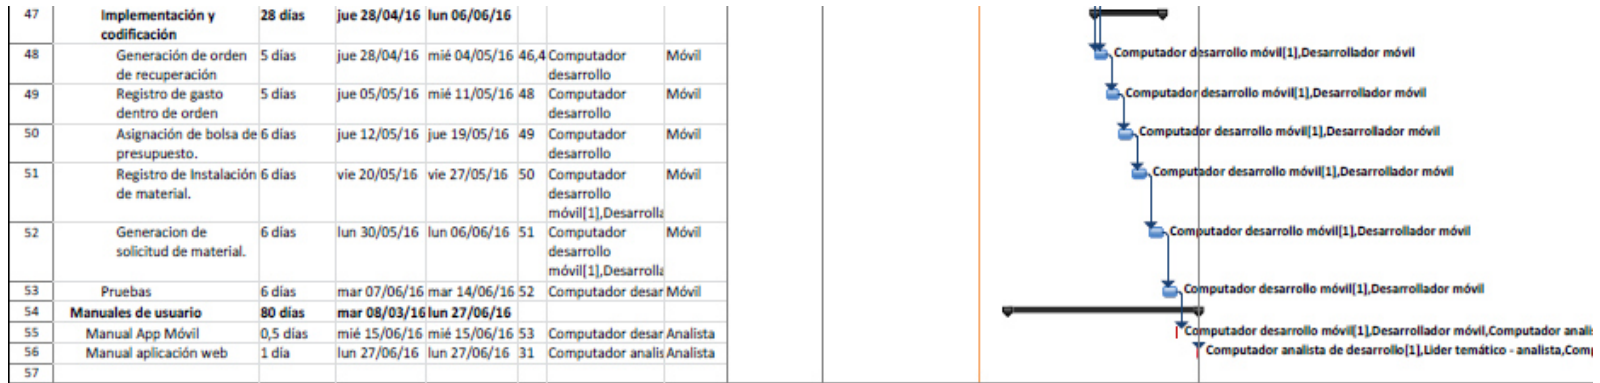 47 Implementación y 28 días jue 28/04/16 lun 06/06/16
codificación
48 Generación de orden 5 días jue 28/04/16 mié 04/05/16 46,4 Computador Móvil Computador desarrollo móvil[1],Desarrollador móvil
de recuperación desarrollo
49 Registro de gasto 5 días jue 05/05/16 mié 11/05/16 48 Computador Móvil Computador desarrollo móvil[1],Desarrollador móvil
dentro de orden desarrollo
50 Asignación de bolsa de 6 días jue 12/05/16 jue 19/05/16 49 Computador Móvil Computador desarrollo móvil[1],Desarrollador móvil
presupuesto. desarrollo
51 Registro de Instalación 6 días vie 20/05/16 vie 27/05/16 50 Computador Móvil Computador desarrollo móvil[1],Desarrollador móvil
de material. desarrollo
móvil[1],Desarrolla
52 Generacion de 6 días lun 30/05/16 lun 06/06/16 51 Computador Móvil Computador desarrollo móvil[1],Desarrollador móvil
solicitud de material. desarrollo
móvil[1],Desarrolla
53 Pruebas 6 días mar 07/06/16 mar 14/06/16 52 Computador desar Móvil Computador desarrollo móvil[1],Desarrollador móvil
54 Manuales de usuario 80 días mar 08/03/16 lun 27/06/16
55 Manual App Móvil 0,5 días mié 15/06/16 mié 15/06/16 53 Computador desar Analista Computador desarrollo móvil[1],Desarrollador móvil,Computador analis
56 Manual aplicación web 1 día lun 27/06/16 lun 27/06/16 31 Computador analis Analista Computador analista de desarrollo[1],Lider temático - analista,Comp
57